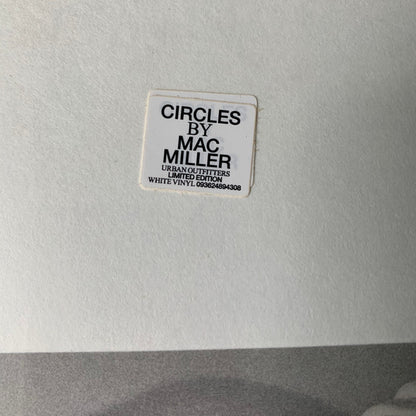 CIRCLES
BY
MAC
MILLER
URBAN OUTFITTERS
LIMITED EDITION
WHITE VINYL 093624894308